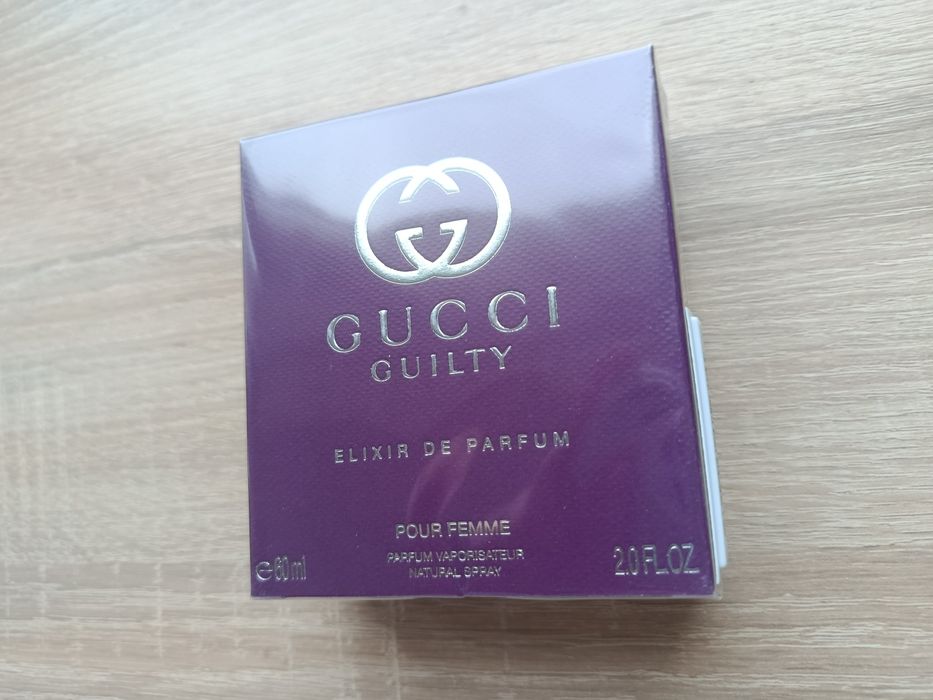 GUCCI
GUILTY
ELIXIR DE PARFUM
POUR FEMME
PARFUM VAPORISATEUR
NATURAL SPRAY
℮60ml
2.0 FL.OZ